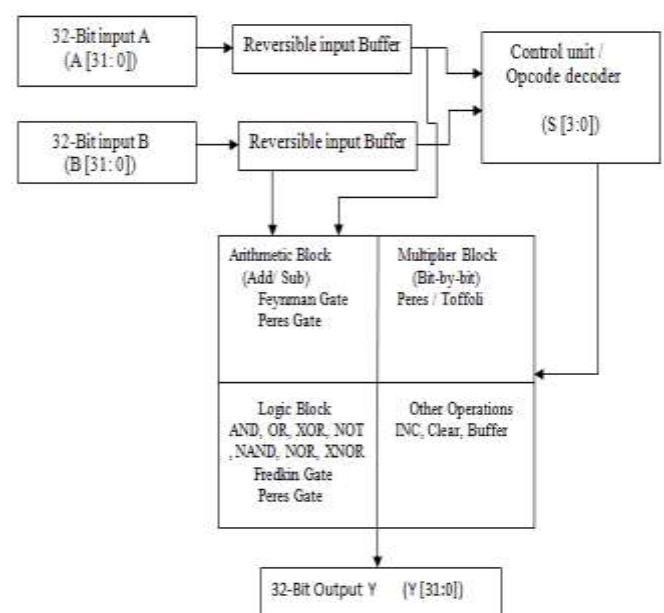 32-Bit input A
(A [31: 0])
Reversible input Buffer
Control unit /
Opcode decoder
(S [3:0])
32-Bit input B
(B [31: 0])
Reversible input Buffer
Arithmetic Block
(Add/ Sub)
Feynman Gate
Peres Gate
Multiplier Block
(Bit-by-bit)
Peres / Toffoli
Logic Block
AND, OR, XOR, NOT
,NAND, NOR, XNOR
Fredkin Gate
Peres Gate
Other Operations
INC, Clear, Buffer
32-Bit Output Y (Y [31:0])